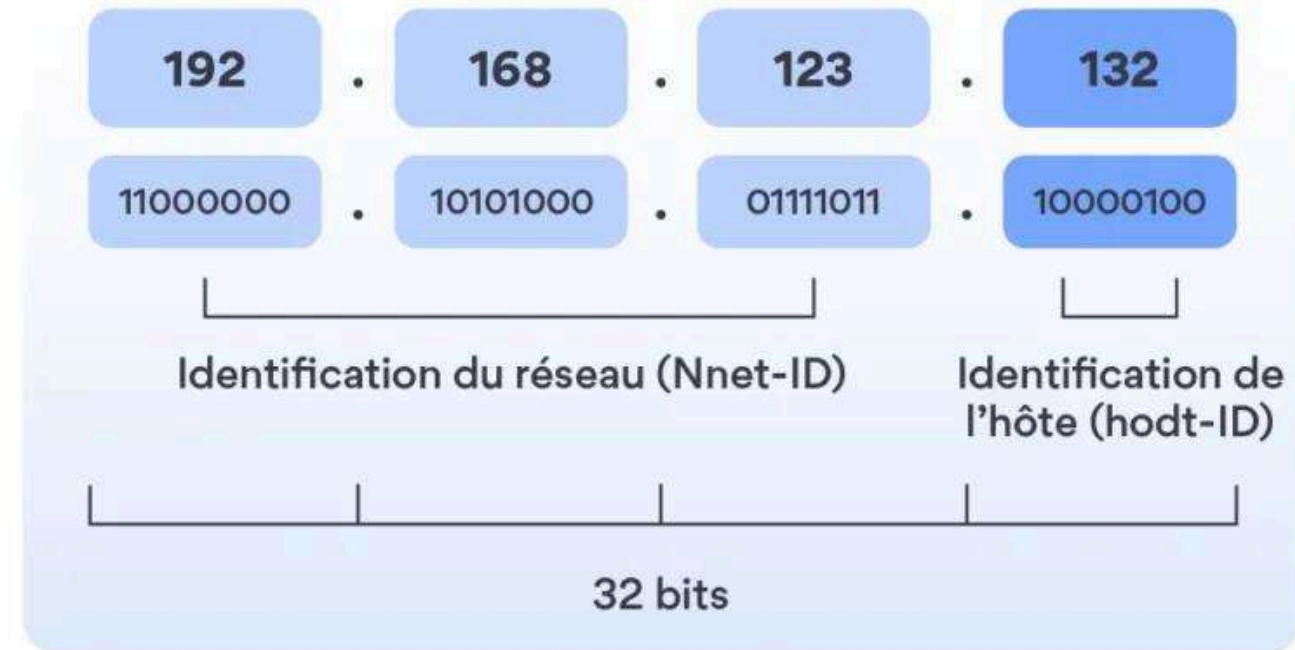 192 . 168 . 123 . 132
11000000 . 10101000 . 01111011 . 10000100
Identification du réseau (Nnet-ID)
Identification de
l'hôte (hodt-ID)
32 bits